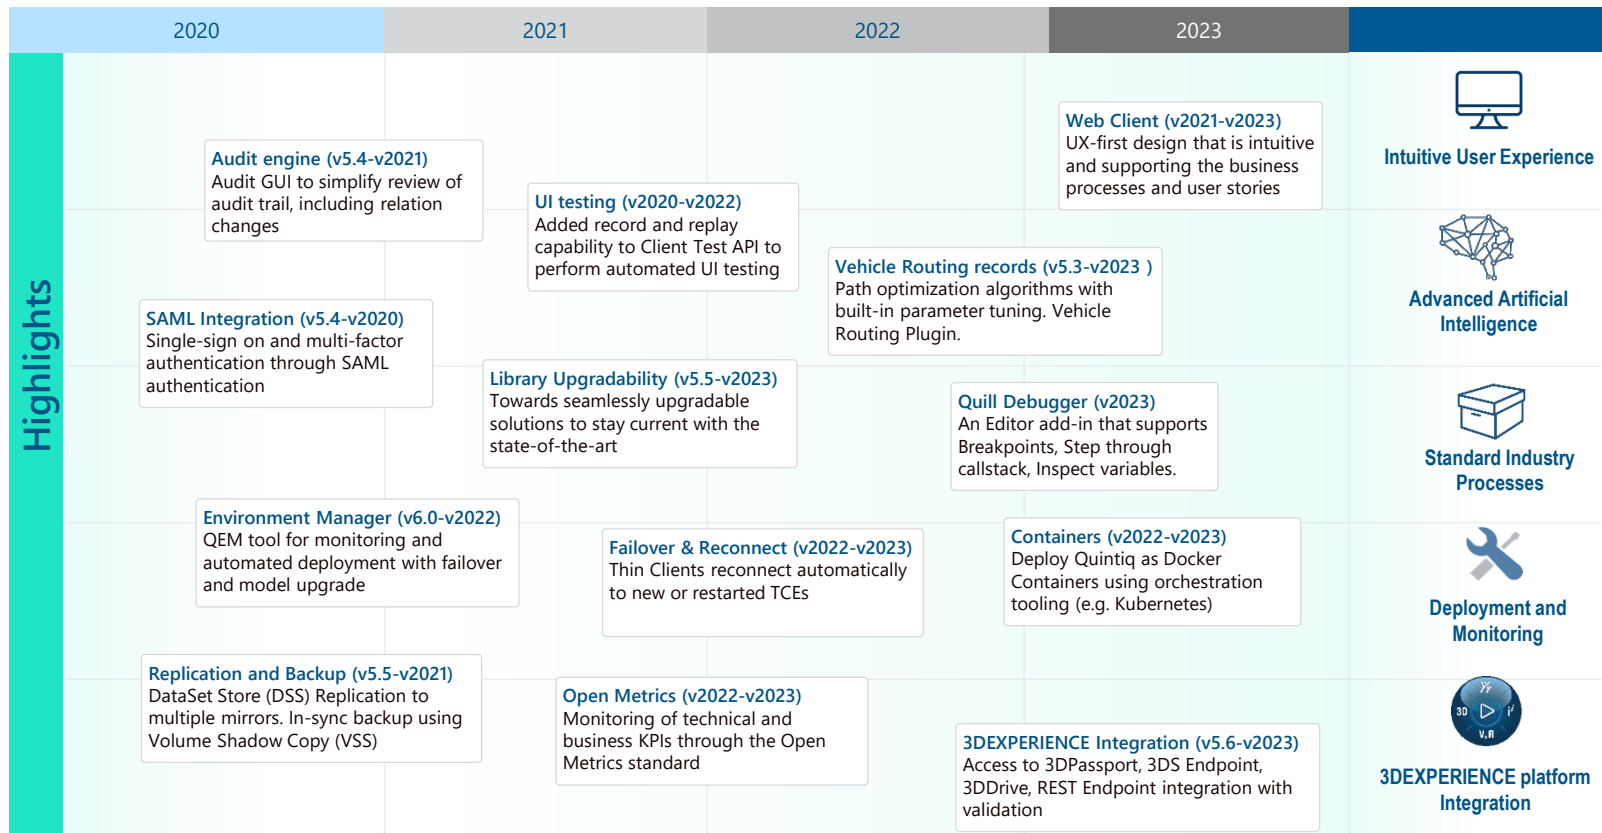 2020
2021
2022
2023
Highlights
Audit engine (v5.4-v2021)
Audit GUI to simplify review of
audit trail, including relation
changes
SAML Integration (v5.4-v2020)
Single-sign on and multi-factor
authentication through SAML
authentication
Environment Manager (v6.0-v2022)
QEM tool for monitoring and
automated deployment with failover
and model upgrade
Replication and Backup (v5.5-v2021)
DataSet Store (DSS) Replication to
multiple mirrors. In-sync backup using
Volume Shadow Copy (VSS)
UI testing (v2020-v2022)
Added record and replay
capability to Client Test API to
perform automated UI testing
Library Upgradability (v5.5-v2023)
Towards seamlessly upgradable
solutions to stay current with the
state-of-the-art
Failover & Reconnect (v2022-v2023)
Thin Clients reconnect automatically
to new or restarted TCEs
Open Metrics (v2022-v2023)
Monitoring of technical and
business KPIs through the Open
Metrics standard
Web Client (v2021-v2023)
UX-first design that is intuitive
and supporting the business
processes and user stories
Vehicle Routing records (v5.3-v2023 )
Path optimization algorithms with
built-in parameter tuning. Vehicle
Routing Plugin.
Quill Debugger (v2023)
An Editor add-in that supports
Breakpoints, Step through
callstack, Inspect variables.
Containers (v2022-v2023)
Deploy Quintiq as Docker
Containers using orchestration
tooling (e.g. Kubernetes)
3DEXPERIENCE Integration (v5.6-v2023)
Access to 3DPassport, 3DS Endpoint,
3DDrive, REST Endpoint integration with
validation
Intuitive User Experience
Advanced Artificial
Intelligence
Standard Industry
Processes
Deployment and
Monitoring
3D
V,R
3DEXPERIENCE platform
Integration